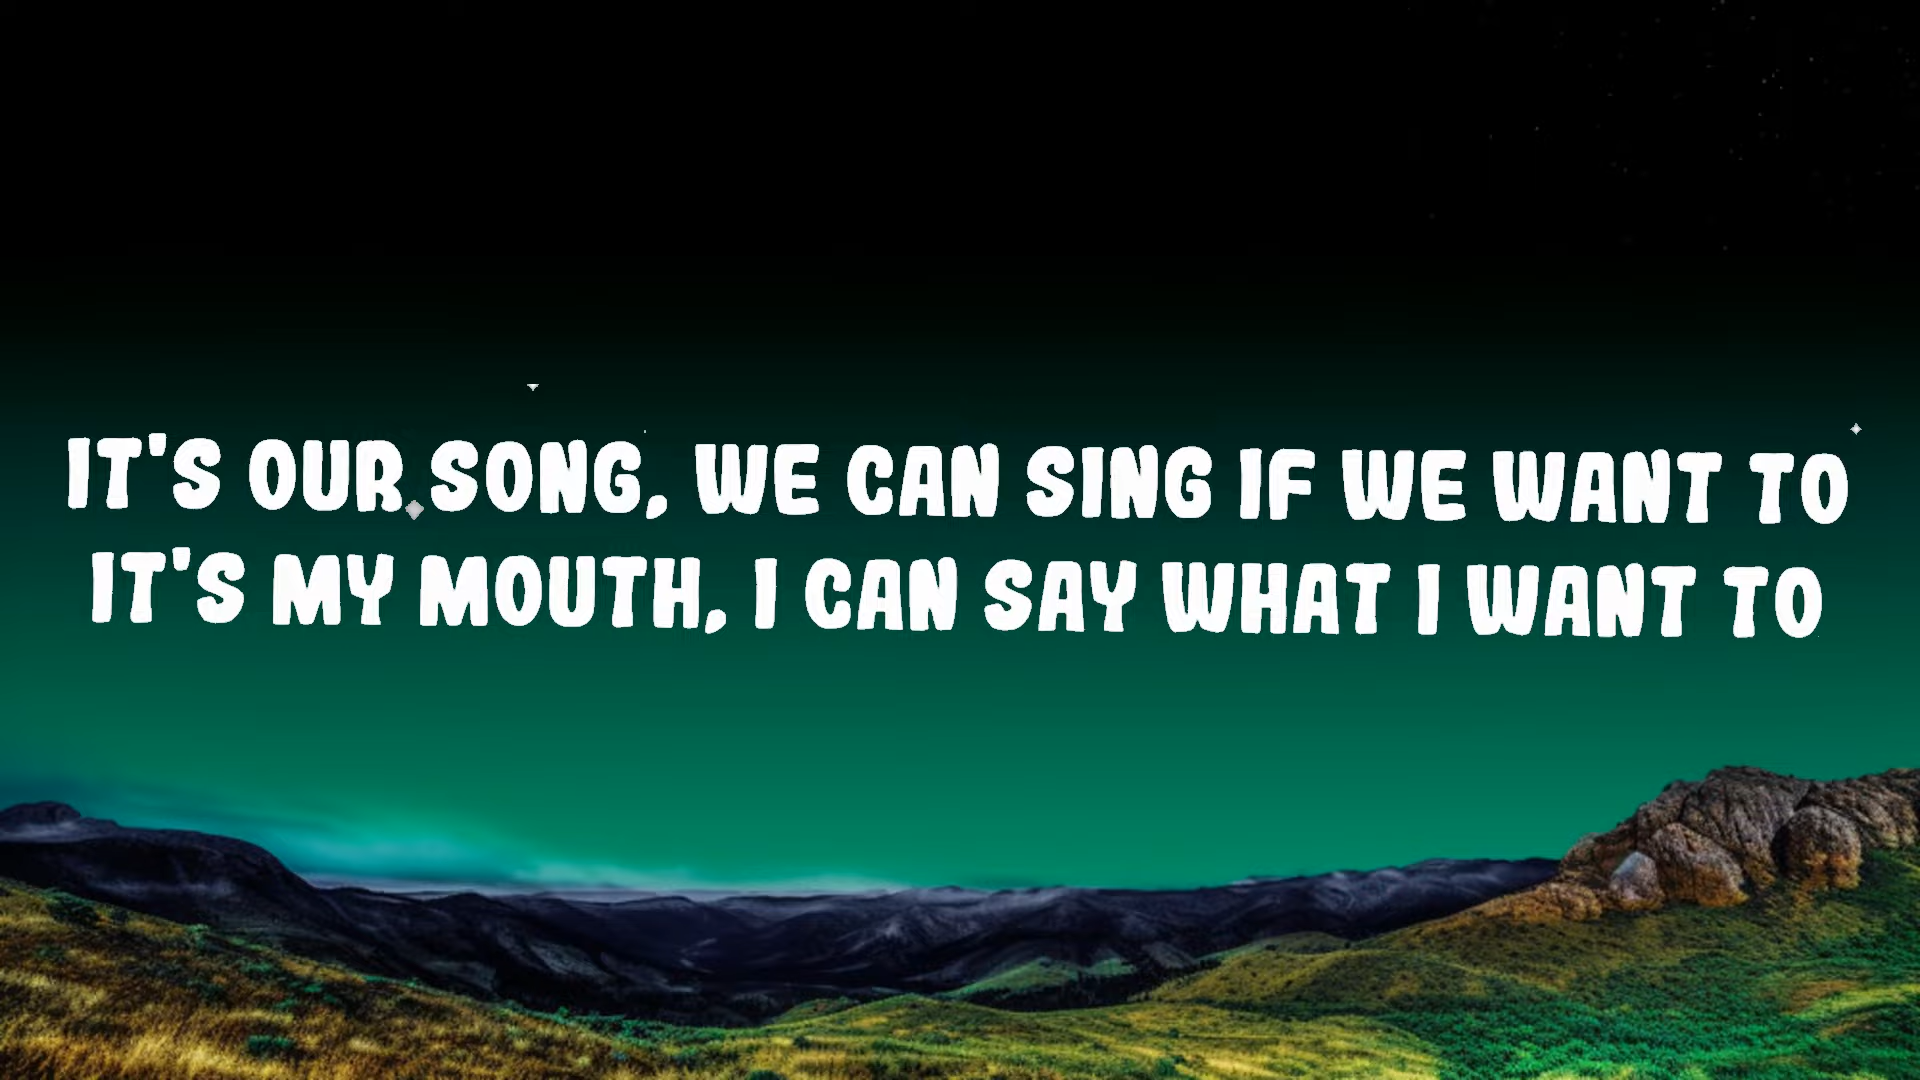 IT'S OUR SONG, WE CAN SING IF WE WANT TO
IT'S MY MOUTH, I CAN SAY WHAT I WANT TO